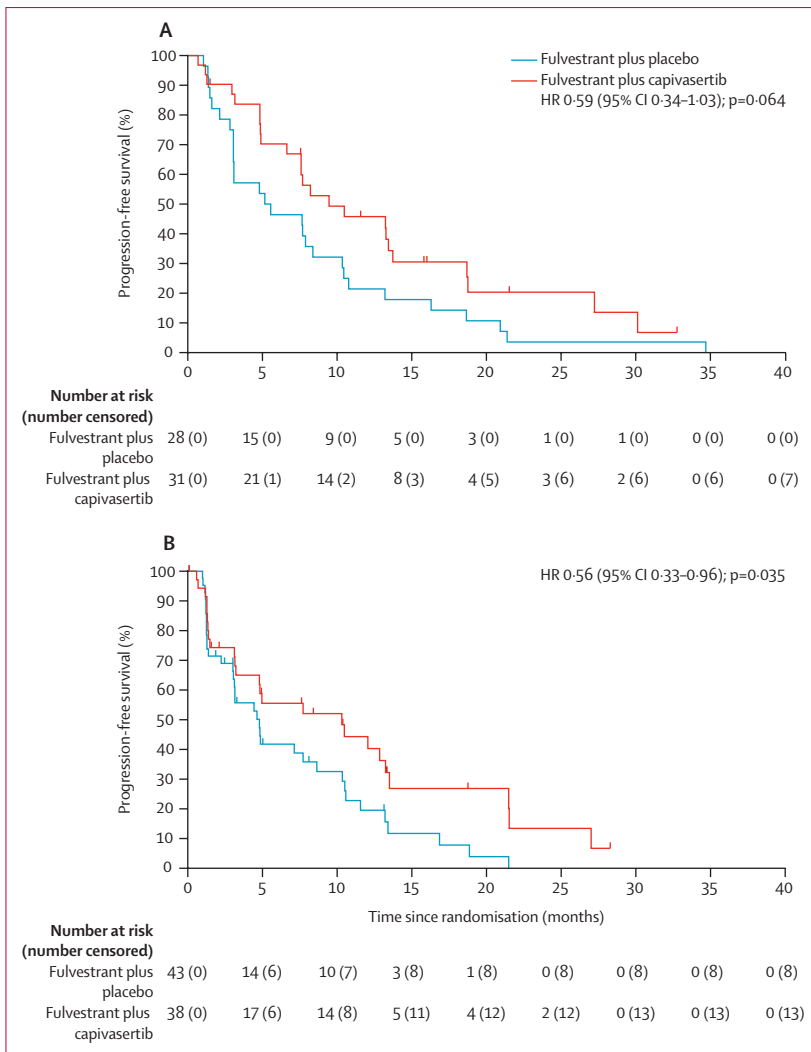 A
100
90
80
70
60
50
40
30
20
10
0
Progression-free survival (%)
Fulvestrant plus placebo
Fulvestrant plus capivasertib
HR 0·59 (95% CI 0·34–1·03); p=0·064
0 5 10 15 20 25 30 35 40
Number at risk
(number censored)
Fulvestrant plus placebo 28 (0) 15 (0) 9 (0) 5 (0) 3 (0) 1 (0) 1 (0) 0 (0) 0 (0)
Fulvestrant plus capivasertib 31 (0) 21 (1) 14 (2) 8 (3) 4 (5) 3 (6) 2 (6) 0 (6) 0 (7)
B
100
90
80
70
60
50
40
30
20
10
0
Progression-free survival (%)
HR 0·56 (95% CI 0·33–0·96); p=0·035
0 5 10 15 20 25 30 35 40
Time since randomisation (months)
Number at risk
(number censored)
Fulvestrant plus placebo 43 (0) 14 (6) 10 (7) 3 (8) 1 (8) 0 (8) 0 (8) 0 (8) 0 (8)
Fulvestrant plus capivasertib 38 (0) 17 (6) 14 (8) 5 (11) 4 (12) 2 (12) 0 (13) 0 (13) 0 (13)